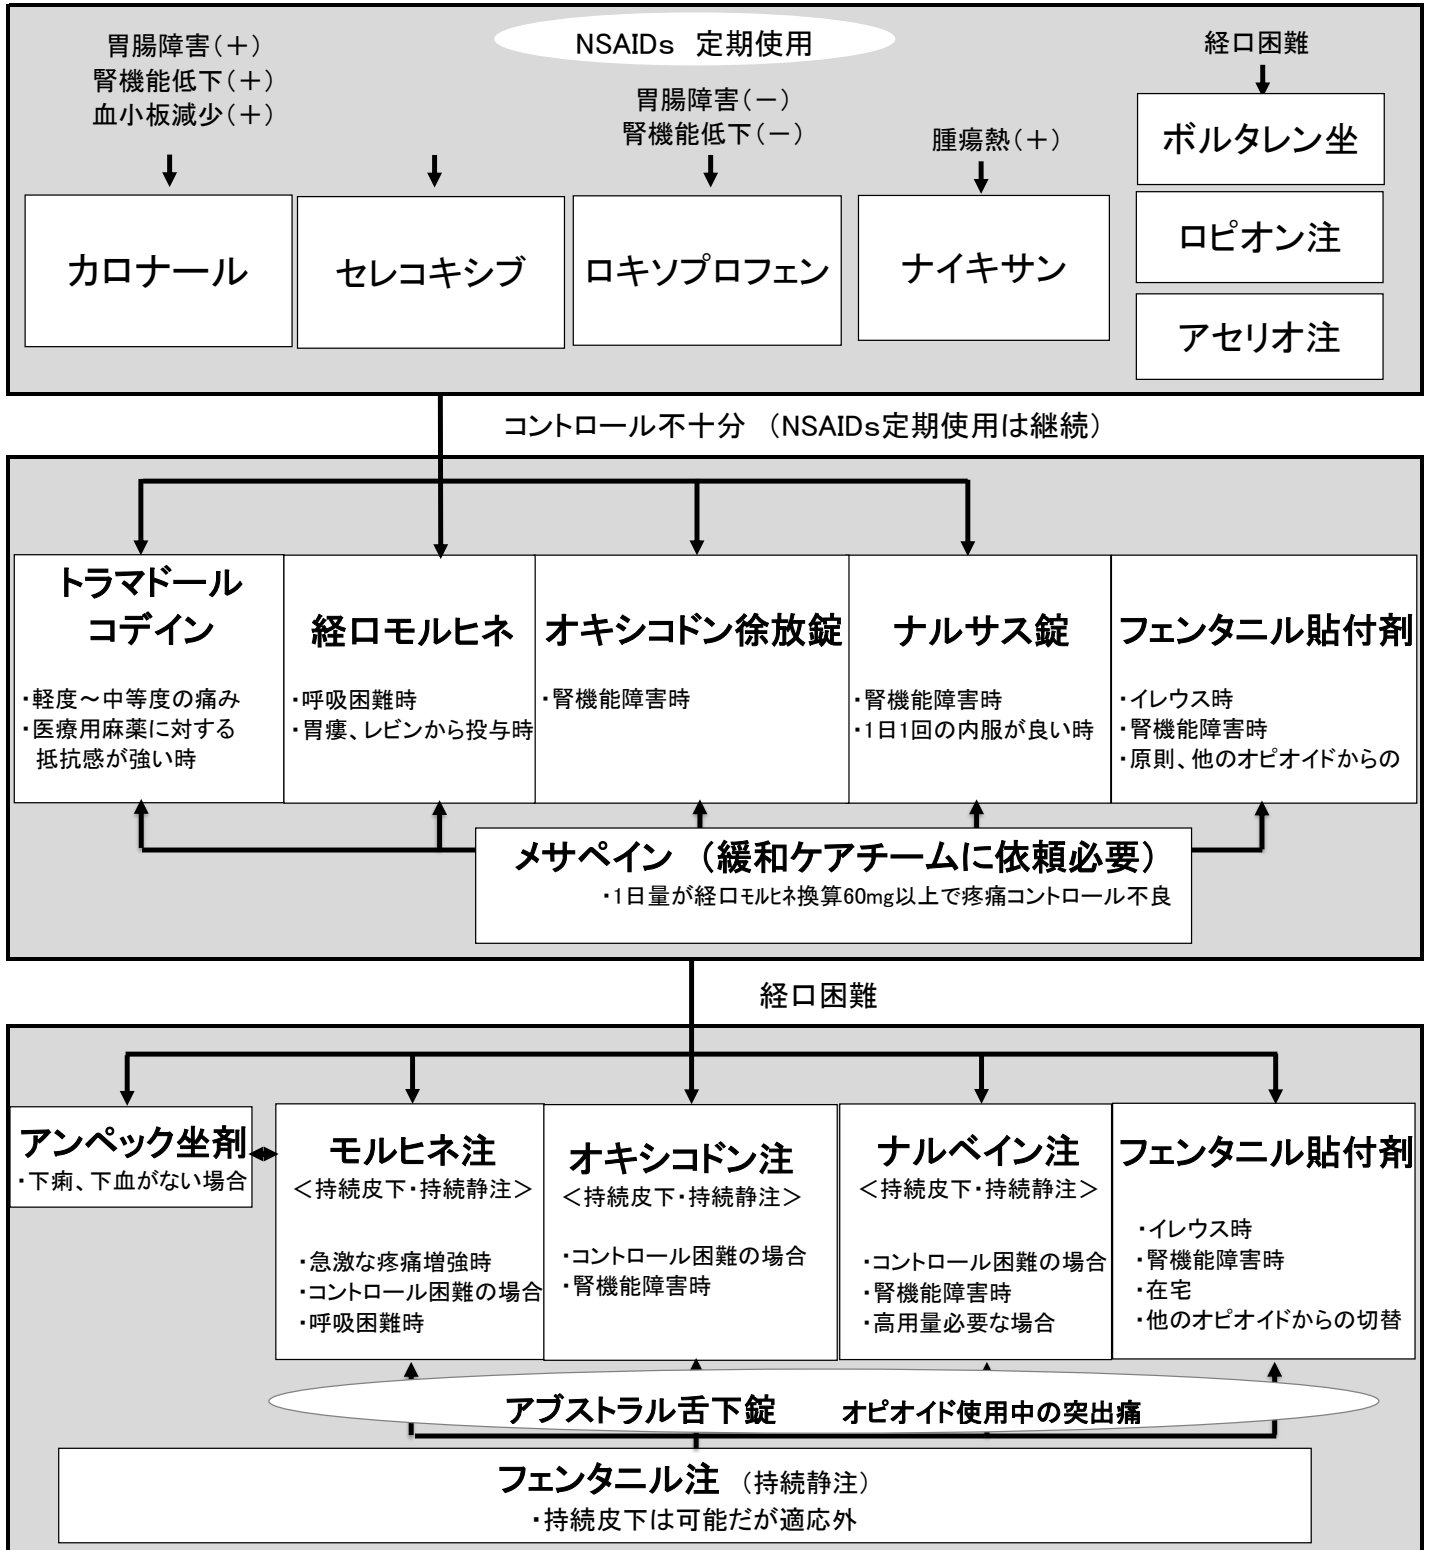 NSAIDs 定期使用
胃腸障害(+)
腎機能低下(+)
血小板減少(+)
カロナール
セレコキシブ
胃腸障害(-)
腎機能低下(-)
ロキソプロフェン
腫瘍熱(+)
ナイキサン
経口困難
ボルタレン坐
ロピオン注
アセリオ注
コントロール不十分 (NSAIDs定期使用は継続)
トラマドール
コデイン
・軽度～中等度の痛み
・医療用麻薬に対する
抵抗感が強い時
経口モルヒネ
・呼吸困難時
・胃瘻、レビンから投与時
オキシコドン徐放錠
・腎機能障害時
ナルサス錠
・腎機能障害時
・1日1回の内服が良い時
フェンタニル貼付剤
・イレウス時
・腎機能障害時
・原則、他のオピオイドからの
メサペイン (緩和ケアチームに依頼必要)
・1日量が経口モルヒネ換算60mg以上で疼痛コントロール不良
経口困難
アンペック坐剤
・下痢、下血がない場合
モルヒネ注
＜持続皮下・持続静注＞
・急激な疼痛増強時
・コントロール困難の場合
・呼吸困難時
オキシコドン注
＜持続皮下・持続静注＞
・コントロール困難の場合
・腎機能障害時
ナルベイン注
＜持続皮下・持続静注＞
・コントロール困難の場合
・腎機能障害時
・高用量必要な場合
フェンタニル貼付剤
・イレウス時
・腎機能障害時
・在宅
・他のオピオイドからの切替
アブストラル舌下錠 オピオイド使用中の突出痛
フェンタニル注 (持続静注)
・持続皮下は可能だが適応外